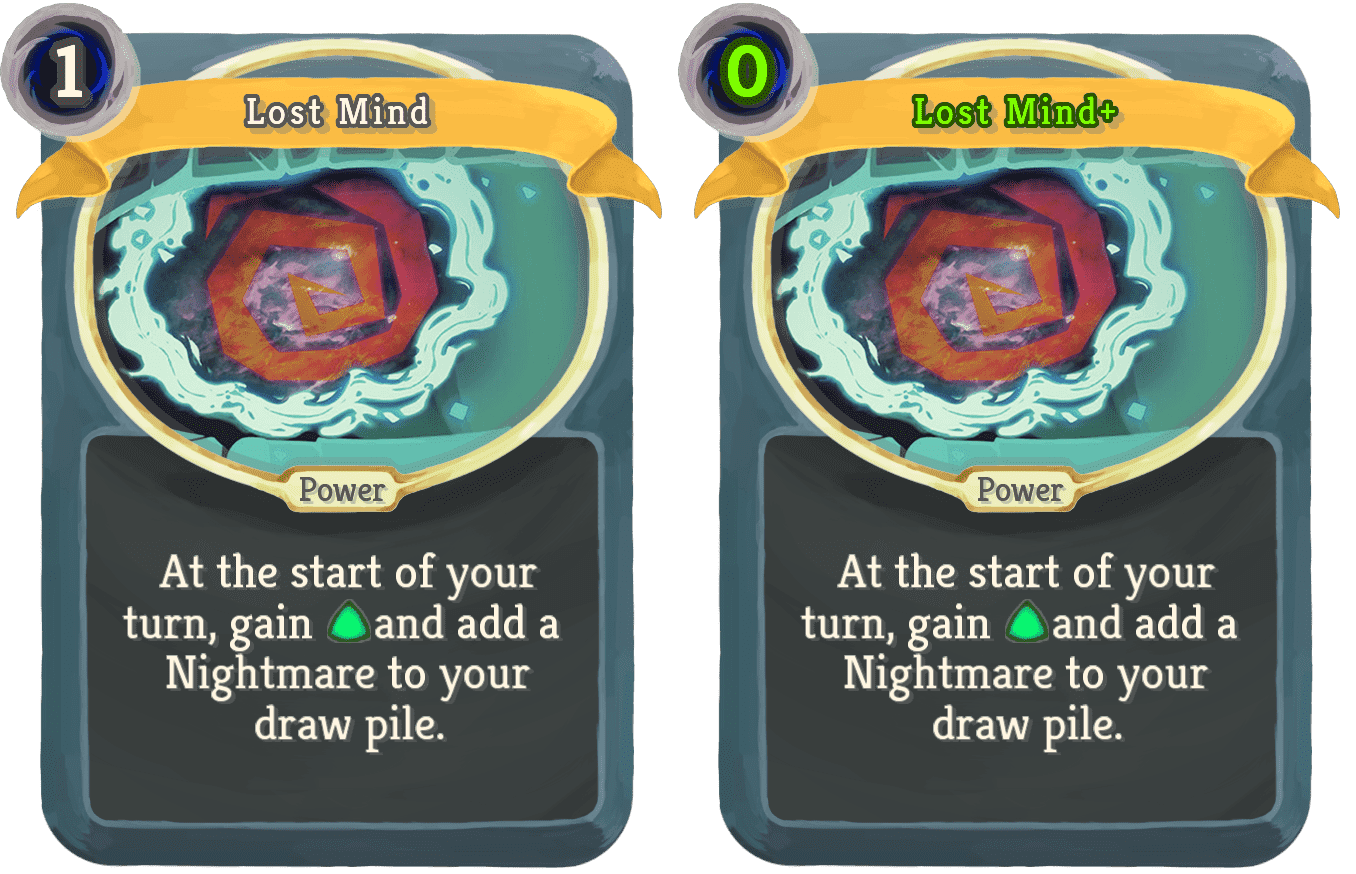 1
Lost Mind
Power
At the start of your
turn, gain and add a
Nightmare to your
draw pile.
0
Lost Mind+
Power
At the start of your
turn, gain and add a
Nightmare to your
draw pile.